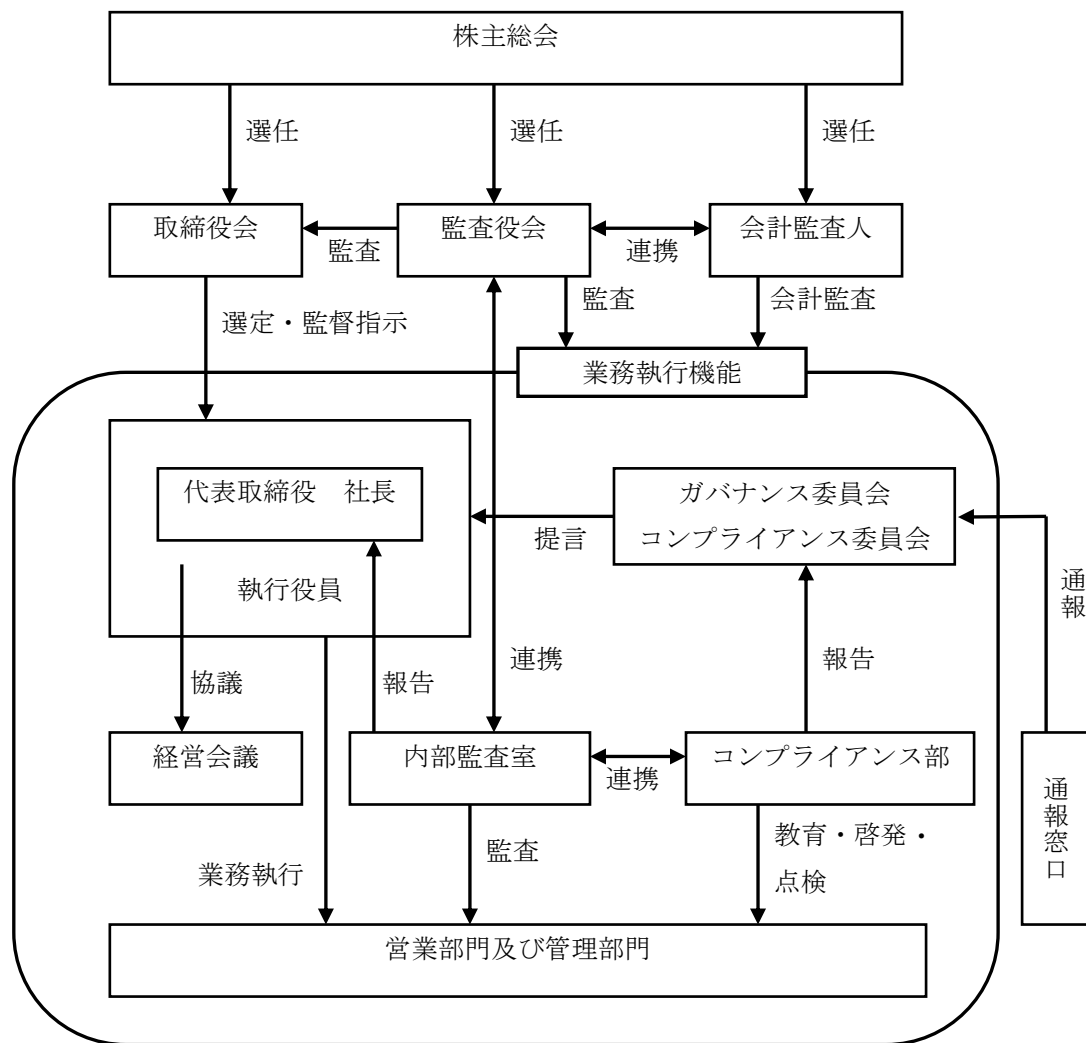 株主総会
選任
選任
選任
取締役会
監査役会
会計監査人
監査
連携
選定・監督指示
監査
会計監査
業務執行機能
代表取締役　社長
ガバナンス委員会
コンプライアンス委員会
提言
執行役員
通報
協議
報告
連携
報告
経営会議
内部監査室
コンプライアンス部
連携
通報窓口
業務執行
監査
教育・啓発・
点検
営業部門及び管理部門